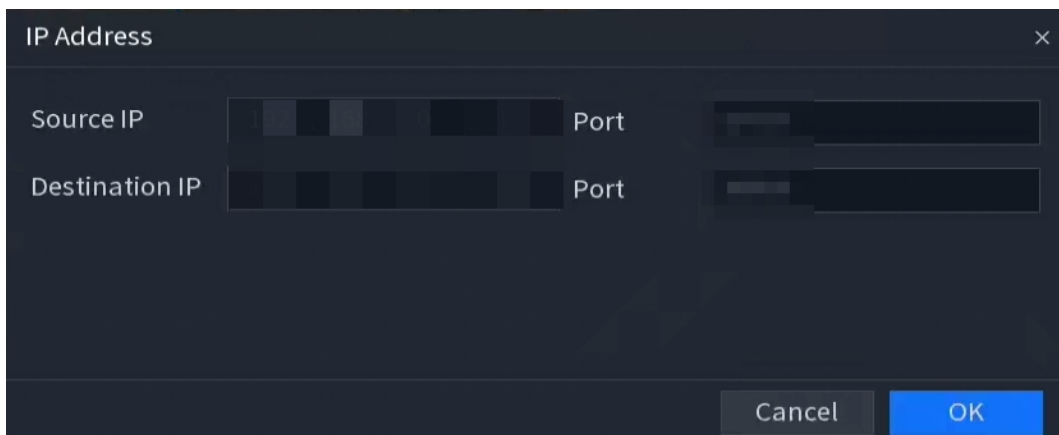 IP Address
Source IP Port
Destination IP Port
Cancel OK